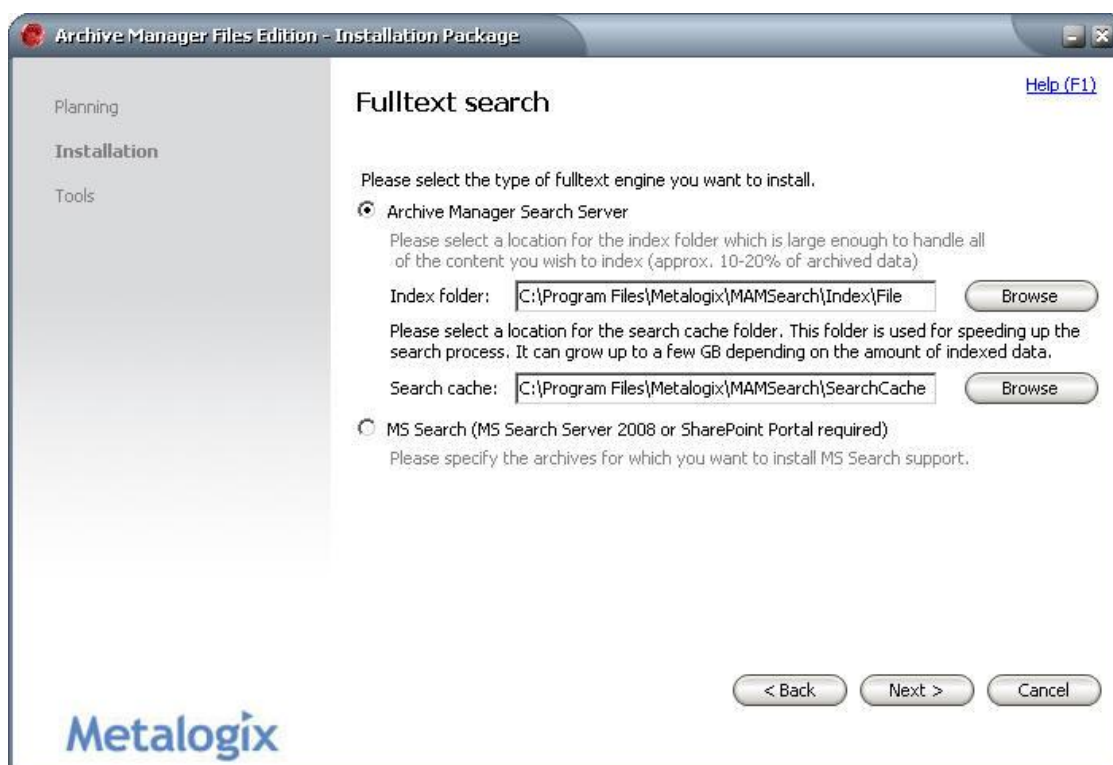 Archive Manager Files Edition - Installation Package
Help (F1)
Planning
Installation
Tools
Fulltext search
Please select the type of fulltext engine you want to install.
Archive Manager Search Server
Please select a location for the index folder which is large enough to handle all
of the content you wish to index (approx. 10-20% of archived data)
Index folder: C:\Program Files\Metalogix\MAMSearch\Index\File Browse
Please select a location for the search cache folder. This folder is used for speeding up the
search process. It can grow up to a few GB depending on the amount of indexed data.
Search cache: C:\Program Files\Metalogix\MAMSearch\SearchCache Browse
MS Search (MS Search Server 2008 or SharePoint Portal required)
Please specify the archives for which you want to install MS Search support.
< Back Next > Cancel
Metalogix